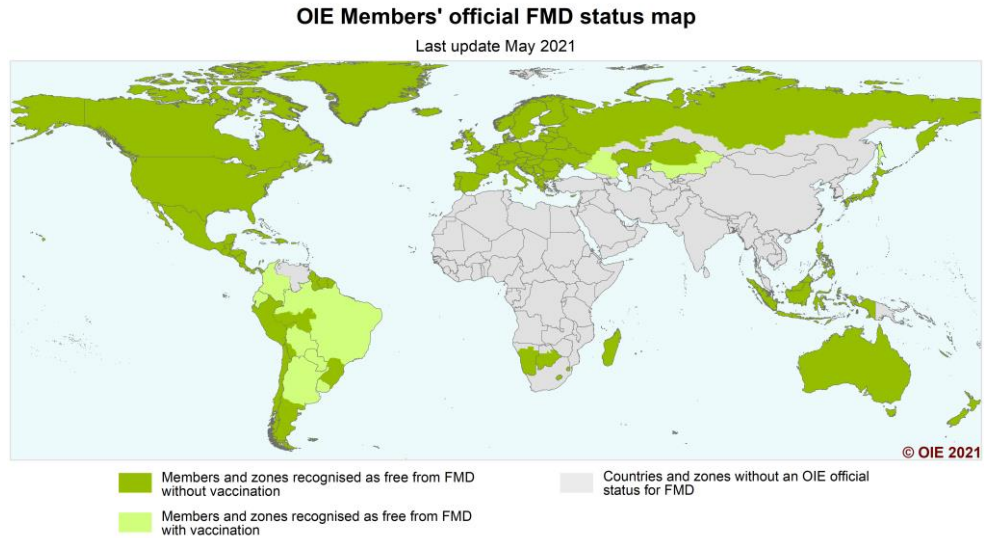 OIE Members' official FMD status map
Last update May 2021
© OIE 2021
Members and zones recognised as free from FMD
without vaccination
Countries and zones without an OIE official
status for FMD
Members and zones recognised as free from FMD
with vaccination